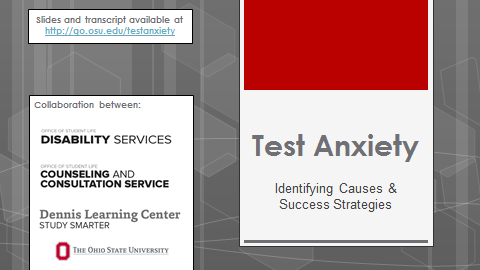 Slides and transcript available at
http://go.osu.edu/testanxiety
Collaboration between:
OFFICE OF STUDENT LIFE
DISABILITY SERVICES
OFFICE OF STUDENT LIFE
COUNSELING AND
CONSULTATION SERVICE
Dennis Learning Center
STUDY SMARTER
THE OHIO STATE UNIVERSITY
Test Anxiety
Identifying Causes &
Success Strategies